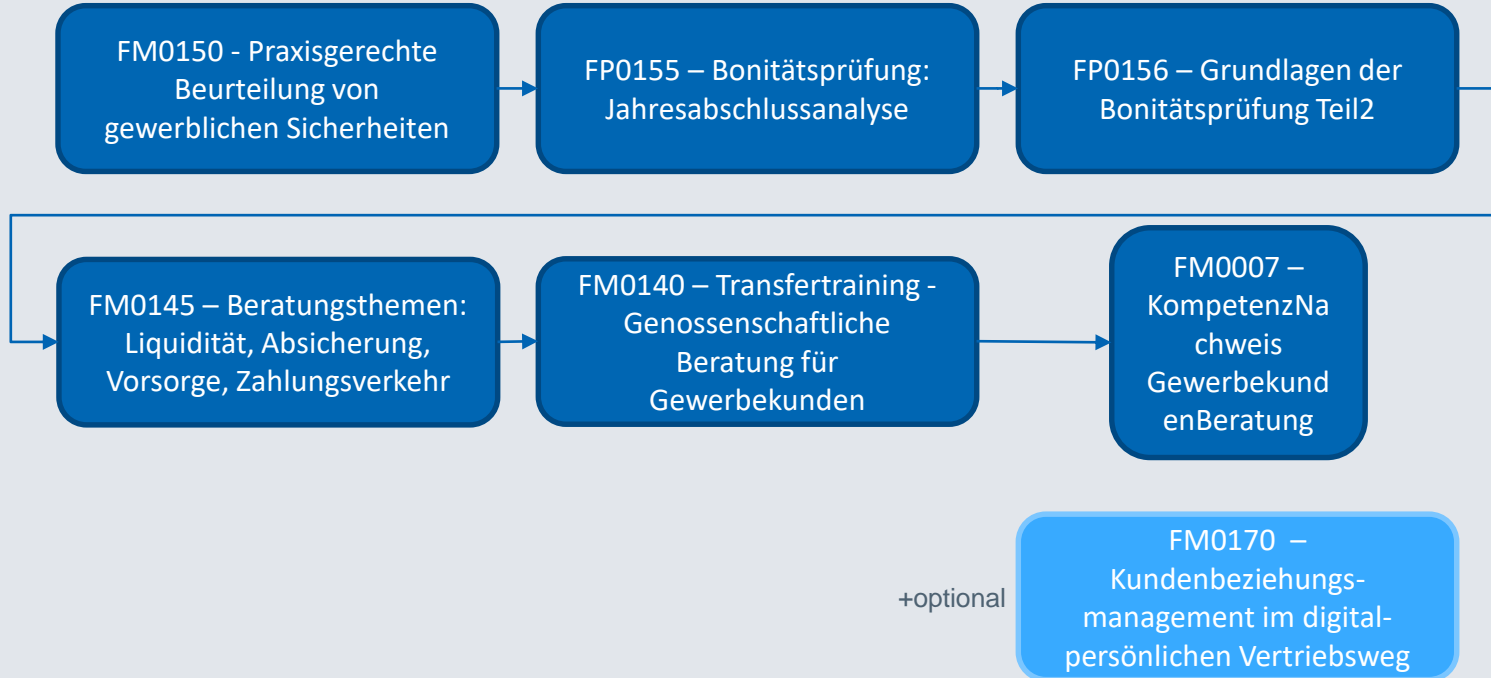 FM0150 - Praxisgerechte
Beurteilung von
gewerblichen Sicherheiten
FP0155 – Bonitätsprüfung:
Jahresabschlussanalyse
FP0156 – Grundlagen der
Bonitätsprüfung Teil2
FM0145 – Beratungsthemen:
Liquidität, Absicherung,
Vorsorge, Zahlungsverkehr
FM0140 – Transfertraining -
Genossenschaftliche
Beratung für
Gewerbekunden
FM0007 –
KompetenzNa
chweis
Gewerbekund
enBeratung
+optional
FM0170 –
Kundenbeziehungs-
management im digital-
persönlichen Vertriebsweg